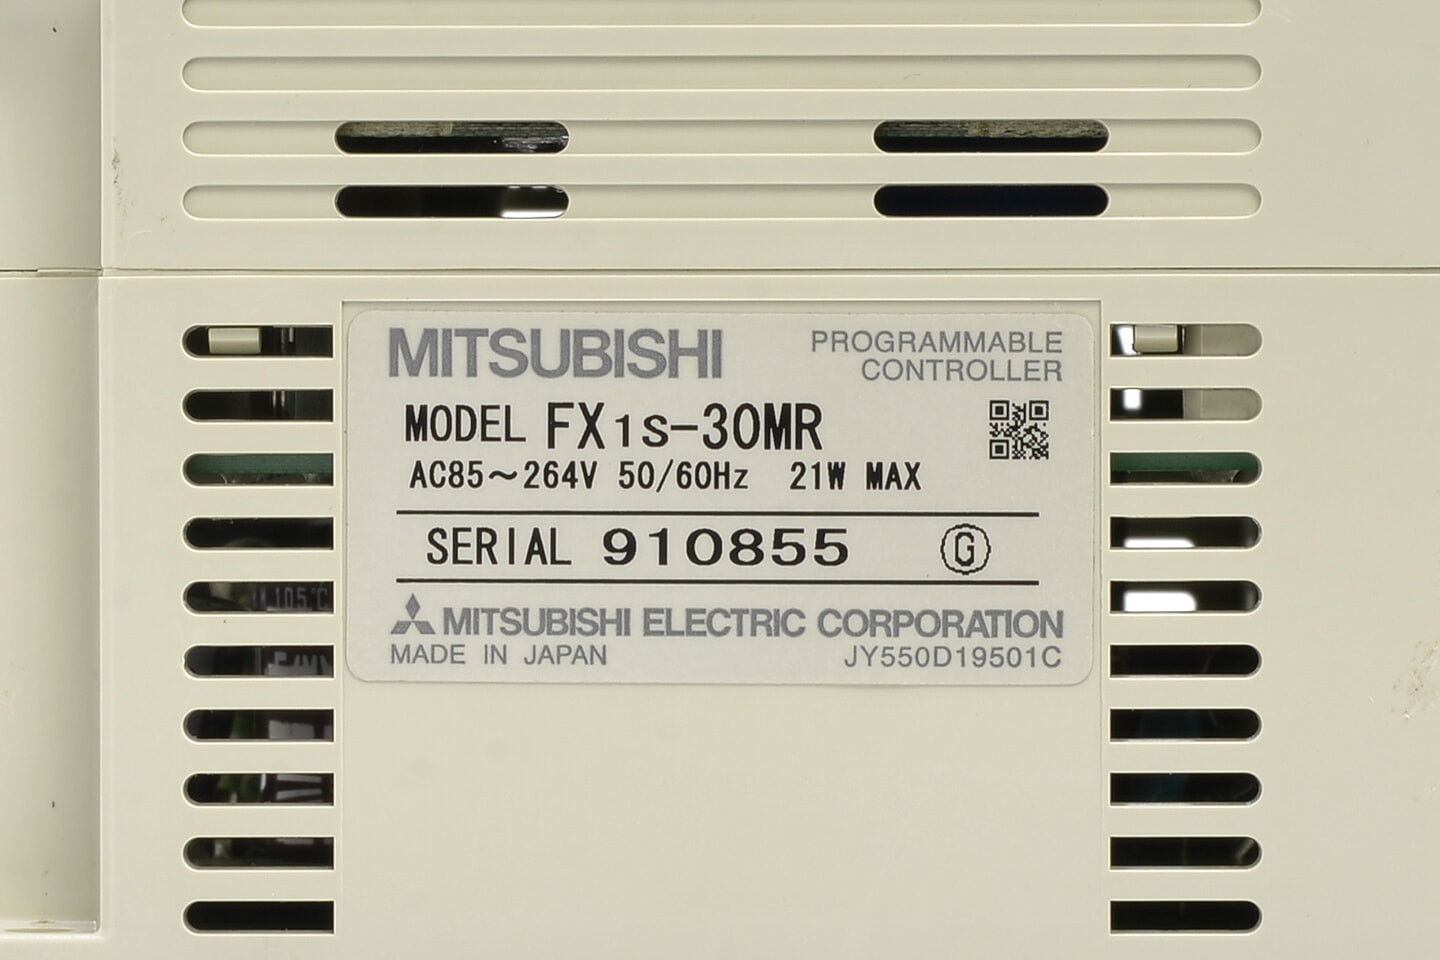 MITSUBISHI
PROGRAMMABLE
CONTROLLER
MODEL FX1S-30MR
AC85～264V 50/60Hz 21W MAX
SERIAL 910855 G
MITSUBISHI ELECTRIC CORPORATION
MADE IN JAPAN JY550D19501C
105°C